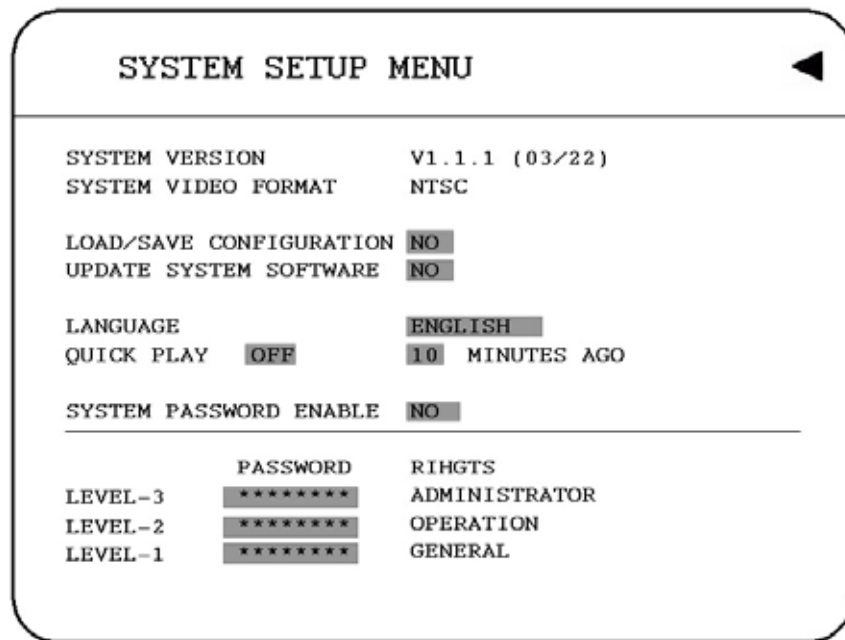 SYSTEM SETUP MENU
SYSTEM VERSION V1.1.1 (03/22)
SYSTEM VIDEO FORMAT NTSC
LOAD/SAVE CONFIGURATION NO
UPDATE SYSTEM SOFTWARE NO
LANGUAGE ENGLISH
QUICK PLAY OFF 10 MINUTES AGO
SYSTEM PASSWORD ENABLE NO
PASSWORD RIHGTS
LEVEL-3 ******** ADMINISTRATOR
LEVEL-2 ******** OPERATION
LEVEL-1 ******** GENERAL